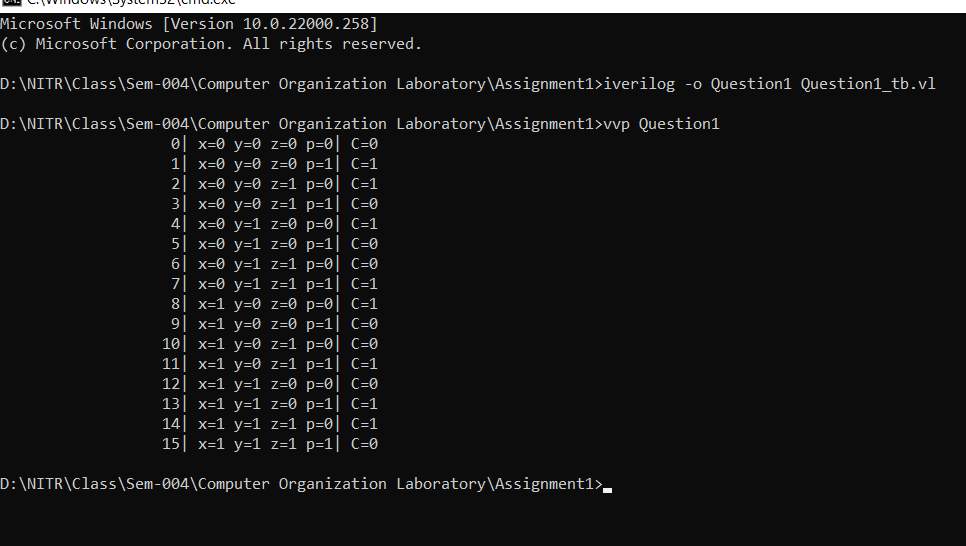 C:\Windows\System32\cmd.exe
Microsoft Windows [Version 10.0.22000.258]
(c) Microsoft Corporation. All rights reserved.
D:\NITR\Class\Sem-004\Computer Organization Laboratory\Assignment1>iverilog -o Question1 Question1_tb.vl
D:\NITR\Class\Sem-004\Computer Organization Laboratory\Assignment1>vvp Question1
0| x=0 y=0 z=0 p=0| C=0
1| x=0 y=0 z=0 p=1| C=1
2| x=0 y=0 z=1 p=0| C=1
3| x=0 y=0 z=1 p=1| C=0
4| x=0 y=1 z=0 p=0| C=1
5| x=0 y=1 z=0 p=1| C=0
6| x=0 y=1 z=1 p=0| C=0
7| x=0 y=0 z=1 p=1| C=1
8| x=1 y=0 z=0 p=0| C=1
9| x=1 y=0 z=0 p=1| C=0
10| x=1 y=0 z=1 p=0| C=0
11| x=1 y=0 z=1 p=1| C=1
12| x=1 y=1 z=0 p=0| C=0
13| x=1 y=1 z=0 p=1| C=1
14| x=1 y=1 z=1 p=0| C=1
15| x=1 y=1 z=1 p=1| C=0
D:\NITR\Class\Sem-004\Computer Organization Laboratory\Assignment1>